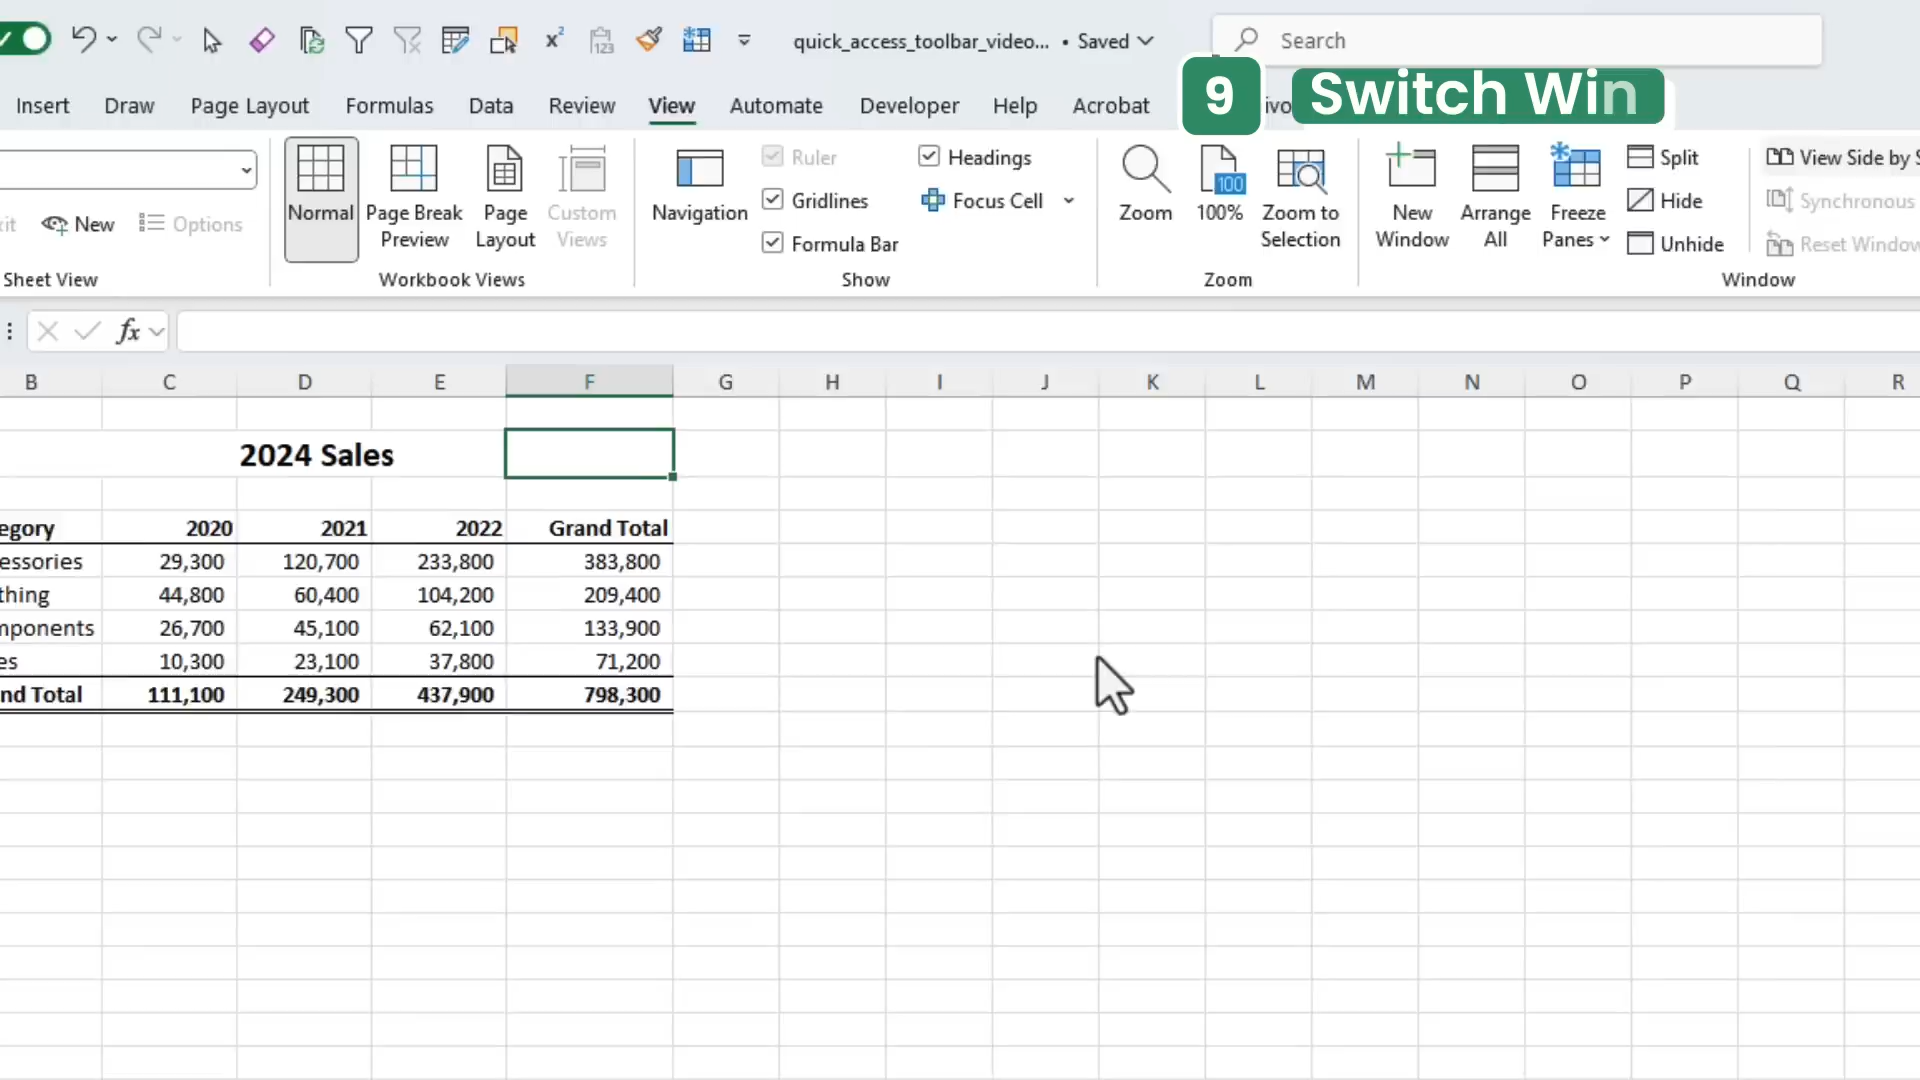 quick_access_toolbar_video... • Saved
Search
9 Switch Win
Insert Draw Page Layout Formulas Data Review View Automate Developer Help Acrobat
Normal
Page Break Preview
Page Layout
Custom Views
Navigation
Ruler
Gridlines
Formula Bar
Headings
Focus Cell
Zoom
100
100%
Zoom to Selection
New Window
Arrange All
Freeze Panes
Split
Hide
Unhide
View Side by S
Synchronous
Reset Window
New
Options
Sheet View Workbook Views Show Zoom Window
fx
B C D E F G H I J K L M N O P Q R
2024 Sales
egory 2020 2021 2022 Grand Total
essories 29,300 120,700 233,800 383,800
thing 44,800 60,400 104,200 209,400
mponents 26,700 45,100 62,100 133,900
es 10,300 23,100 37,800 71,200
nd Total 111,100 249,300 437,900 798,300